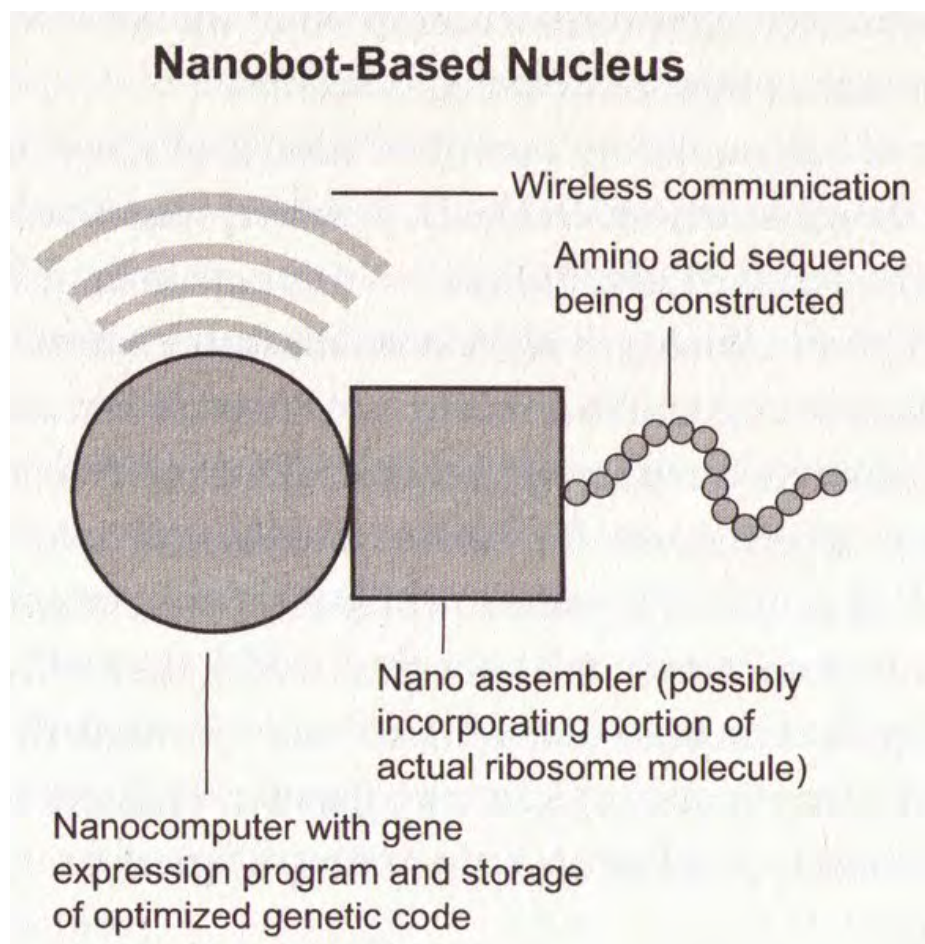 Nanobot-Based Nucleus
Wireless communication
Amino acid sequence
being constructed
Nano assembler (possibly
incorporating portion of
actual ribosome molecule)
Nanocomputer with gene
expression program and storage
of optimized genetic code